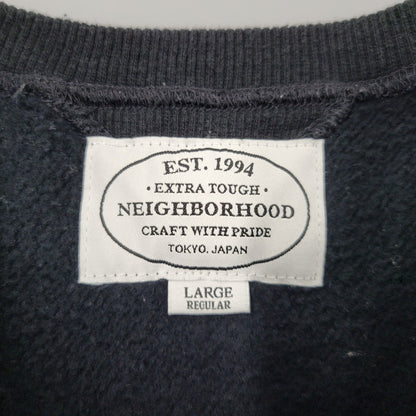 EST. 1994
· EXTRA TOUGH ·
NEIGHBORHOOD
CRAFT WITH PRIDE
TOKYO. JAPAN
LARGE
REGULAR